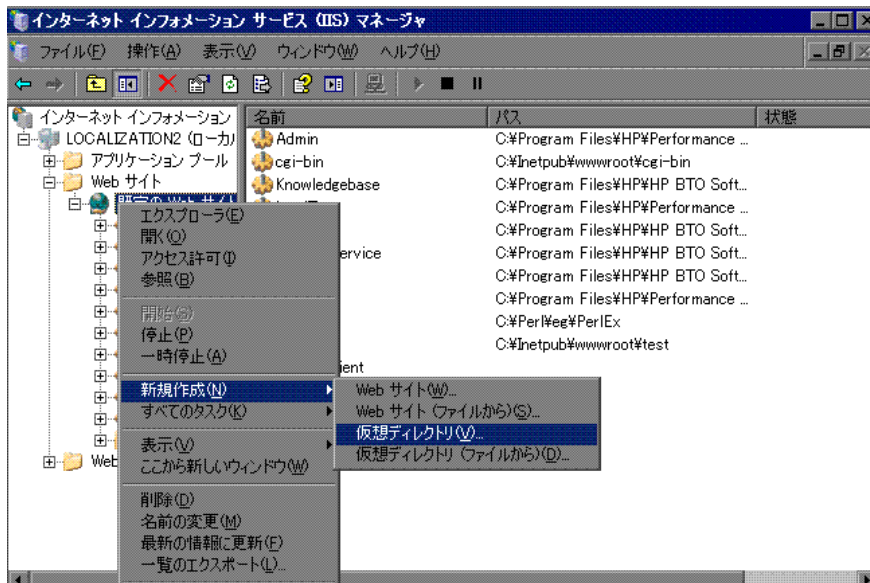 インターネット インフォメーション サービス (IIS) マネージャ
ファイル(F) 操作(A) 表示(V) ウィンドウ(W) ヘルプ(H)
インターネット インフォメーション
LOCALIZATION2 (ローカル
アプリケーション プール
Web サイト
既定の Web サイト
名前 パス 状態
Admin C:¥Program Files¥HP¥Performance ...
cgi-bin C:¥Inetpub¥wwwroot¥cgi-bin
Knowledgebase C:¥Program Files¥HP¥HP BTO Soft...
C:¥Program Files¥HP¥Performance ...
ervice C:¥Program Files¥HP¥HP BTO Soft...
C:¥Program Files¥HP¥HP BTO Soft...
C:¥Program Files¥HP¥Performance ...
C:¥Perl¥eg¥PerlEx
C:¥Inetpub¥wwwroot¥test
ient
エクスプローラ(E)
開く(O)
アクセス許可(I)
参照(B)
開始(S)
停止(P)
一時停止(A)
新規作成(N)
すべてのタスク(K)
表示(V)
ここから新しいウィンドウ(W)
削除(D)
名前の変更(M)
最新の情報に更新(F)
一覧のエクスポート(L)...
Web サイト(W)...
Web サイト (ファイルから)(S)...
仮想ディレクトリ(V)...
仮想ディレクトリ (ファイルから)(D)...
Web